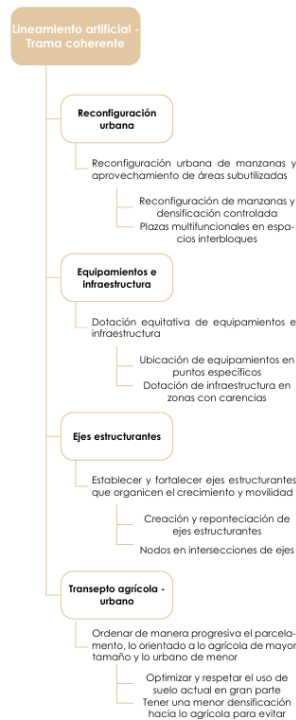 Lineamiento artificial -
Trama coherente
Reconfiguración
urbana
Reconfiguración urbana de manzanas y
aprovechamiento de áreas subutilizadas
Reconfiguración de manzanas y
densificación controlada
Plazas multifuncionales en espa-
cios interbloques
Equipamientos e
infraestructura
Dotación equitativa de equipamientos e
infraestructura
Ubicación de equipamientos en
puntos específicos
Dotación de infraestructura en
zonas con carencias
Ejes estructurantes
Establecer y fortalecer ejes estructurantes
que organicen el crecimiento y movilidad
Creación y reponteciación de
ejes estructurantes
Nodos en intersecciones de ejes
Transepto agrícola -
urbano
Ordenar de manera progresiva el parcela-
mento, lo orientado a lo agrícola de mayor
tamaño y lo urbano de menor
Optimizar y respetar el uso de
suelo actual en gran parte
Tener una menor densificación
hacia lo agrícola para evitar